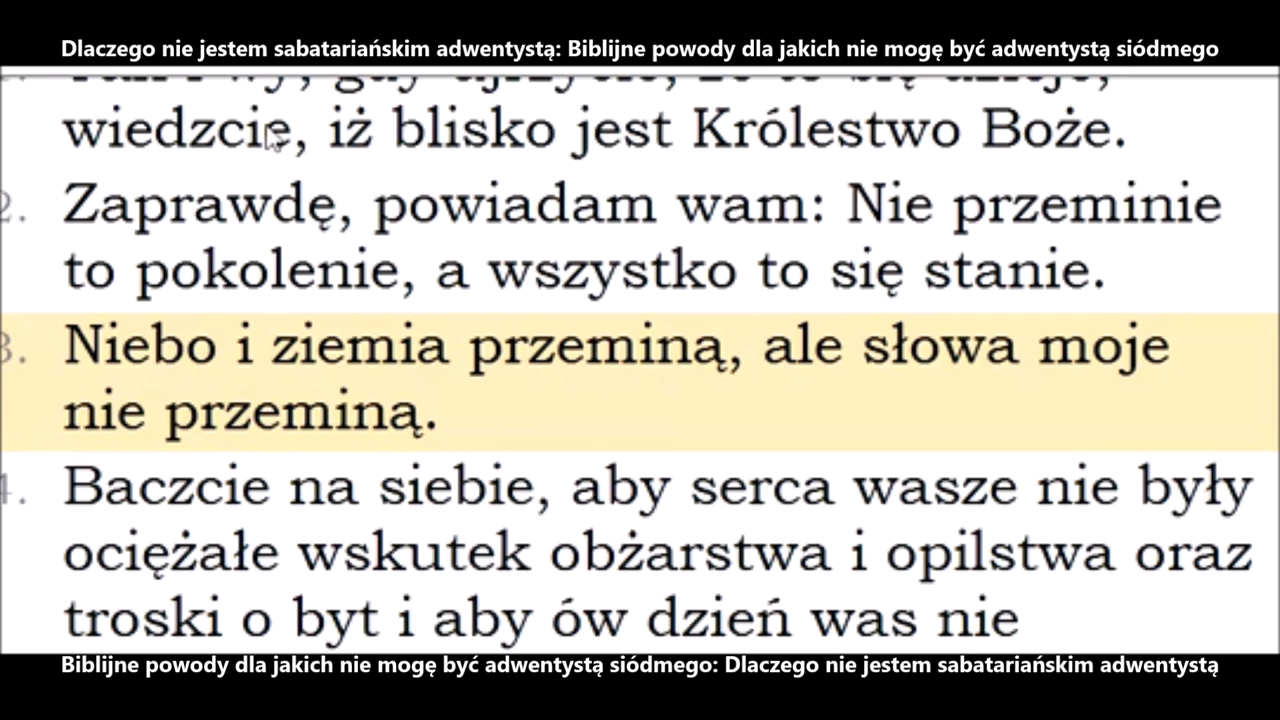 Dlaczego nie jestem sabatariańskim adwentystą: Biblijne powody dla jakich nie mogę być adwentystą siódmego
wiedzcie, iż blisko jest Królestwo Boże.
2. Zaprawdę, powiadam wam: Nie przeminie
to pokolenie, a wszystko to się stanie.
3. Niebo i ziemia przeminą, ale słowa moje
nie przeminą.
4. Baczcie na siebie, aby serca wasze nie były
ociężałe wskutek obżarstwa i opilstwa oraz
troski o byt i aby ów dzień was nie
Biblijne powody dla jakich nie mogę być adwentystą siódmego: Dlaczego nie jestem sabatariańskim adwentystą